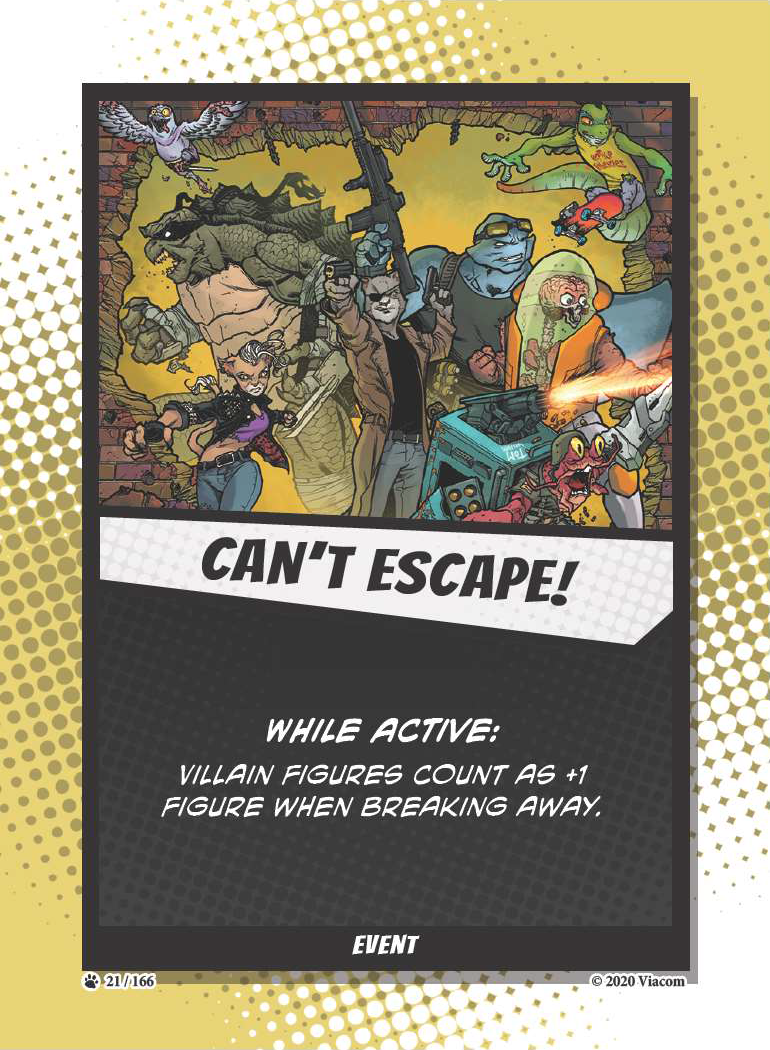 CAN'T ESCAPE!
WHILE ACTIVE:
VILLAIN FIGURES COUNT AS +1
FIGURE WHEN BREAKING AWAY.
EVENT
21/166
© 2020 Viacom